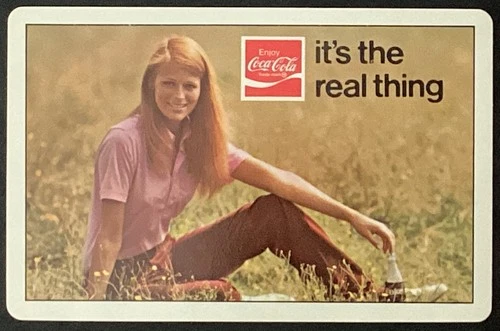 Enjoy
Coca-Cola
Trade-mark ®
it's the
real thing